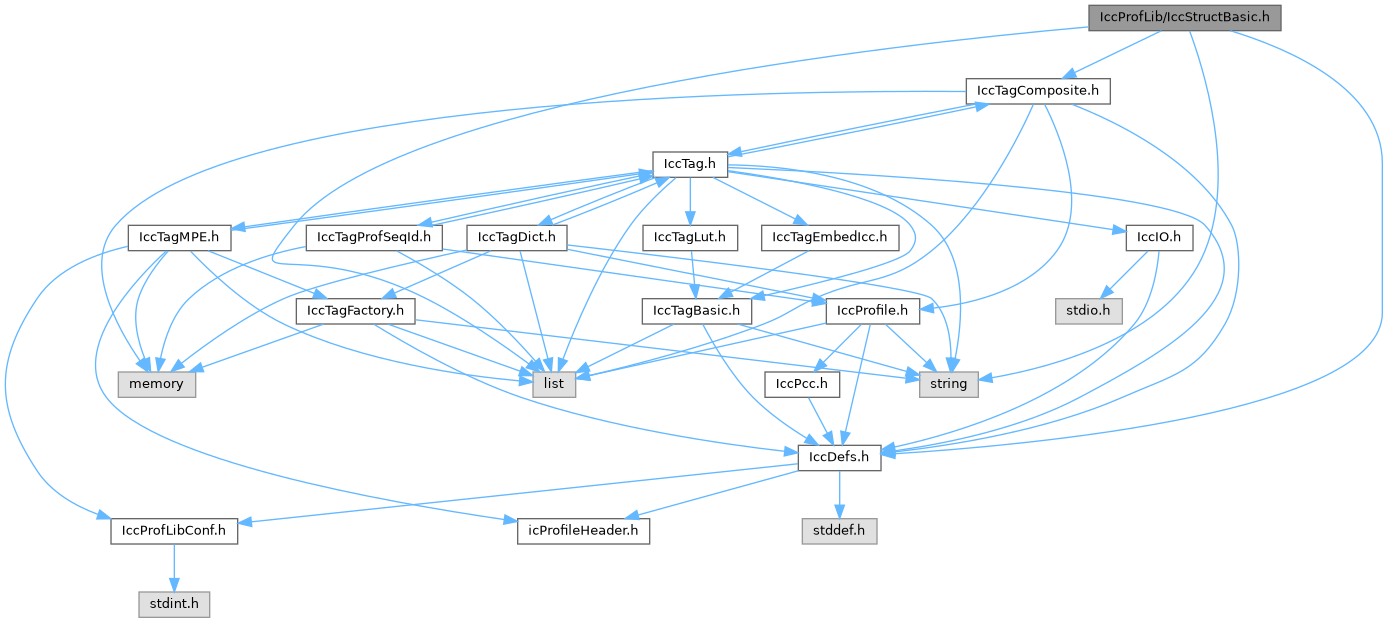 IccProfLib/IccStructBasic.h
IccTagComposite.h
IccTag.h
IccTagMPE.h
IccTagProfSeqId.h
IccTagDict.h
IccTagLut.h
IccTagEmbedIcc.h
IccIO.h
IccTagFactory.h
IccTagBasic.h
IccProfile.h
stdio.h
memory
list
IccPcc.h
string
IccDefs.h
IccProfLibConf.h
icProfileHeader.h
stddef.h
stdint.h